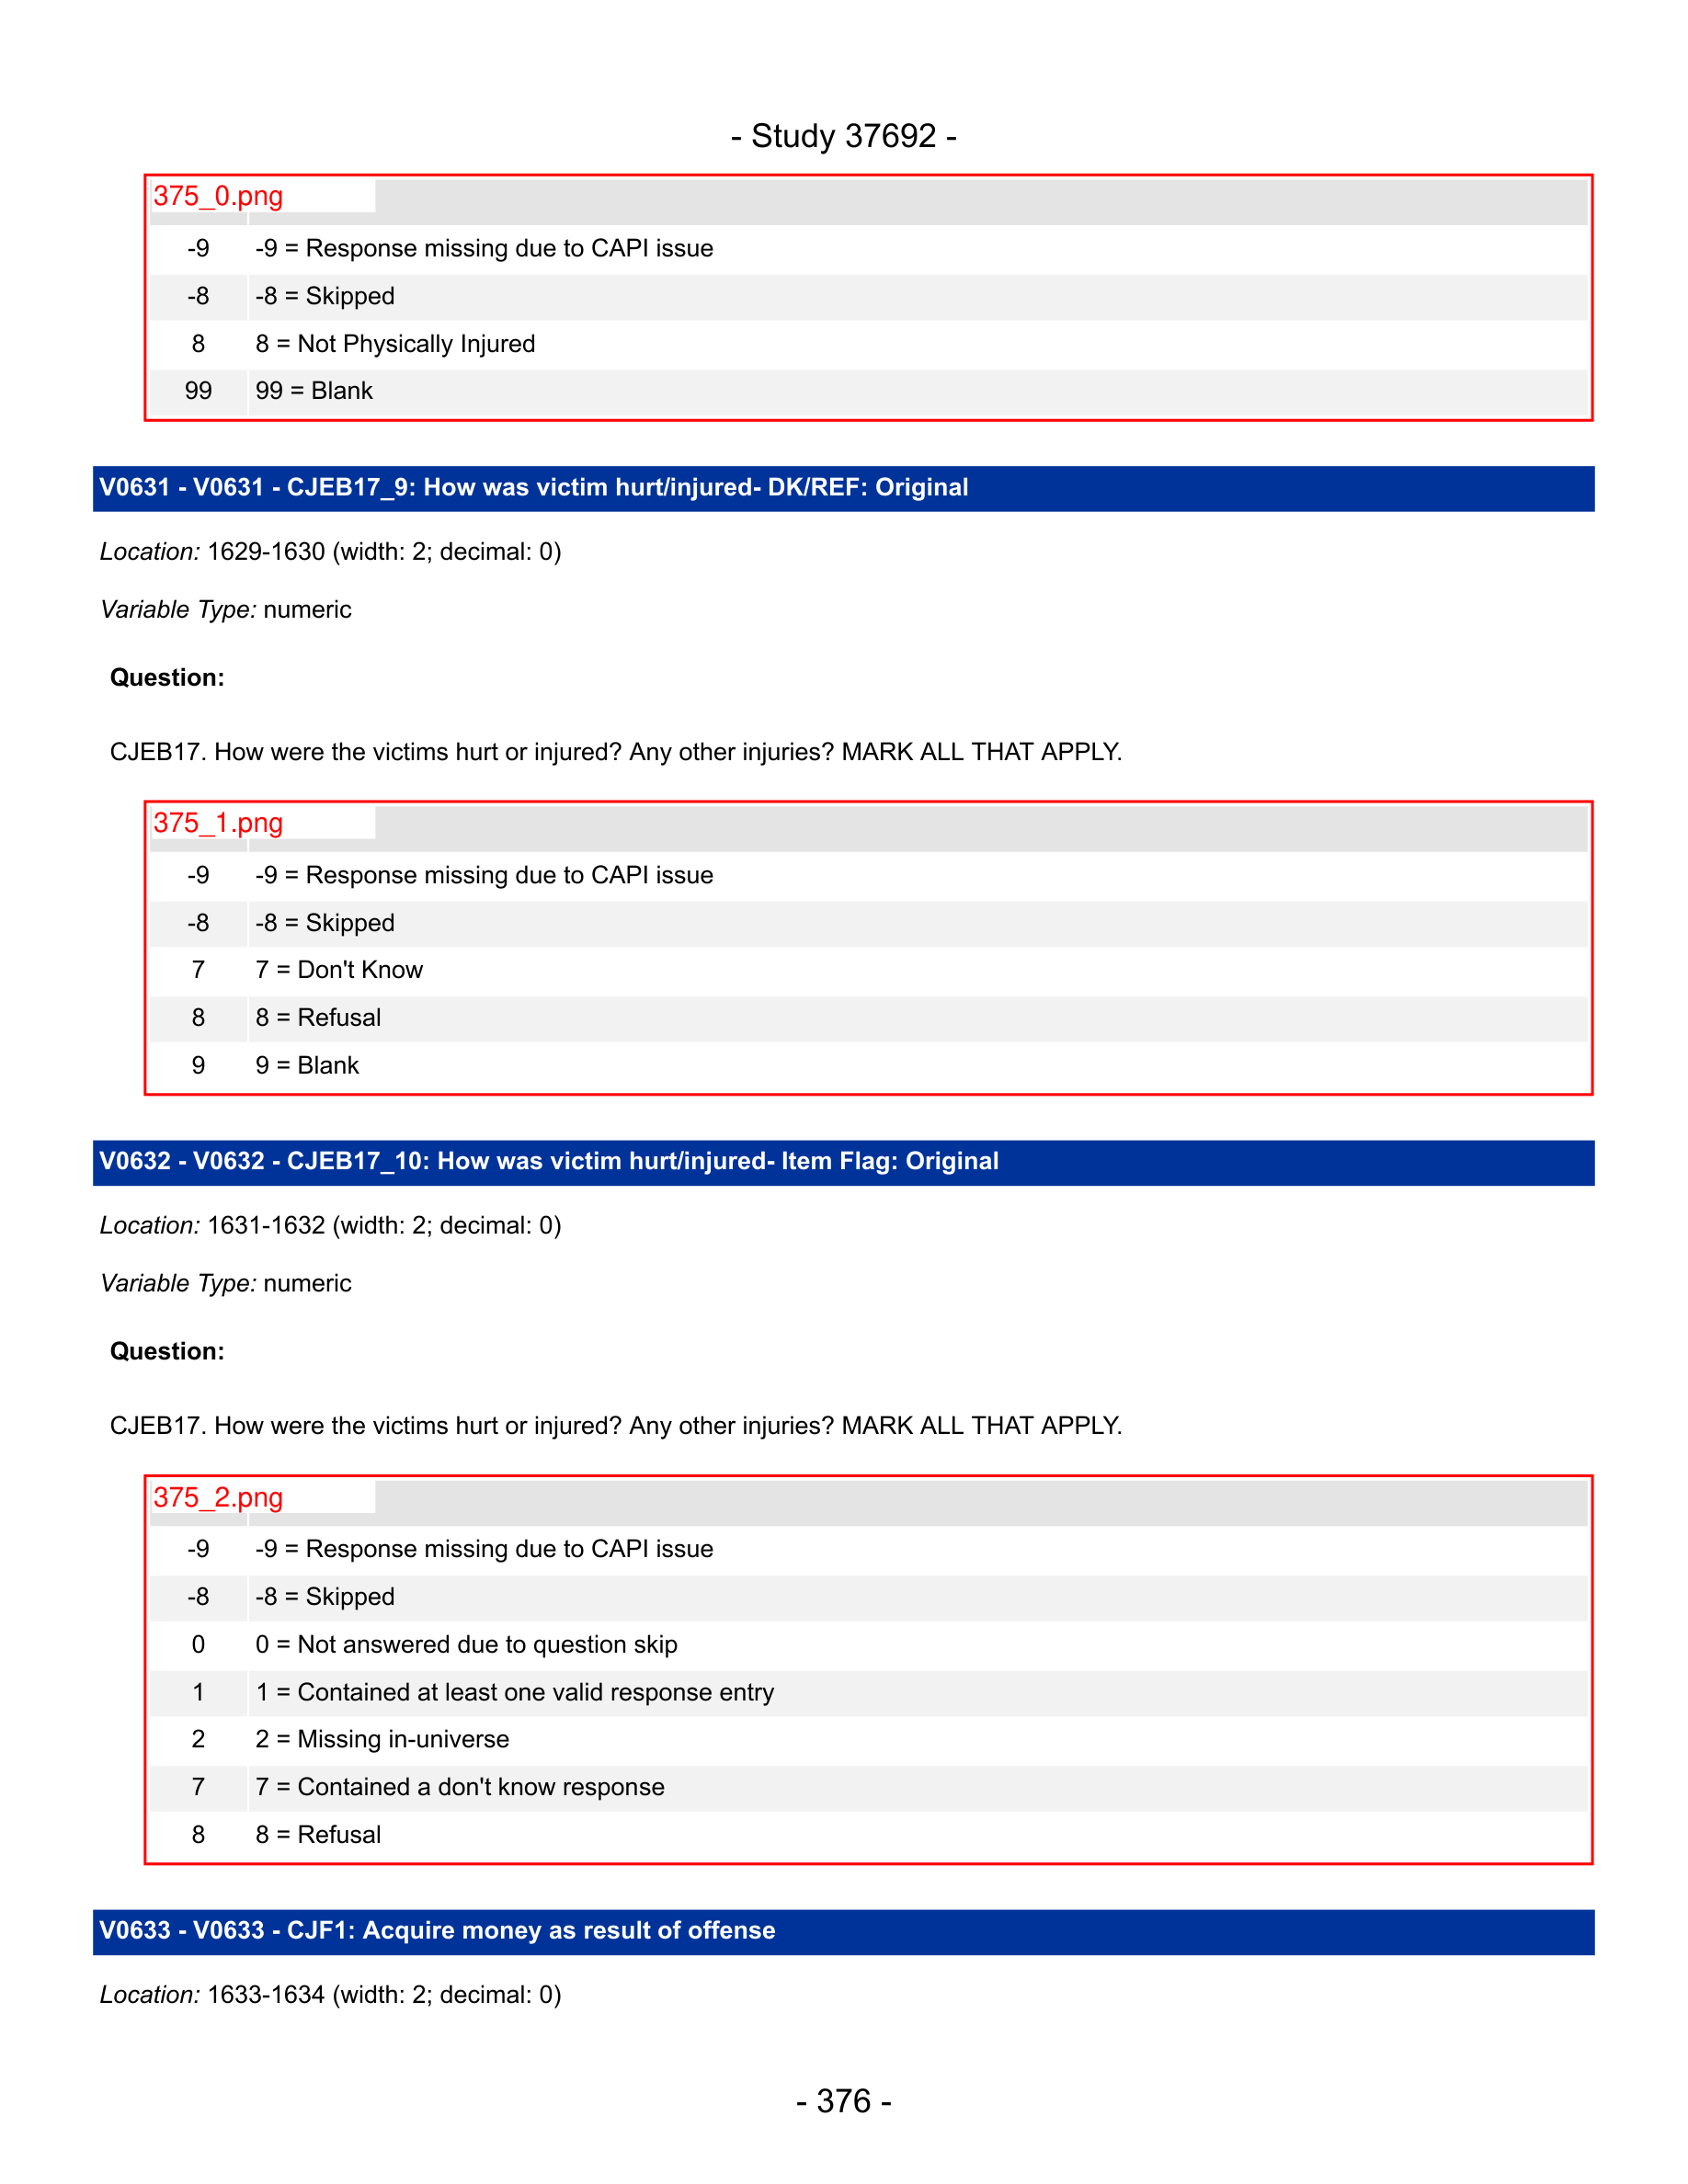 - Study 37692 -
375_0.png
-9 -9 = Response missing due to CAPI issue
-8 -8 = Skipped
8 8 = Not Physically Injured
99 99 = Blank
V0631 - V0631 - CJEB17_9: How was victim hurt/injured- DK/REF: Original
Location: 1629-1630 (width: 2; decimal: 0)
Variable Type: numeric
Question:
CJEB17. How were the victims hurt or injured? Any other injuries? MARK ALL THAT APPLY.
375_1.png
-9 -9 = Response missing due to CAPI issue
-8 -8 = Skipped
7 7 = Don't Know
8 8 = Refusal
9 9 = Blank
V0632 - V0632 - CJEB17_10: How was victim hurt/injured- Item Flag: Original
Location: 1631-1632 (width: 2; decimal: 0)
Variable Type: numeric
Question:
CJEB17. How were the victims hurt or injured? Any other injuries? MARK ALL THAT APPLY.
375_2.png
-9 -9 = Response missing due to CAPI issue
-8 -8 = Skipped
0 0 = Not answered due to question skip
1 1 = Contained at least one valid response entry
2 2 = Missing in-universe
7 7 = Contained a don't know response
8 8 = Refusal
V0633 - V0633 - CJF1: Acquire money as result of offense
Location: 1633-1634 (width: 2; decimal: 0)
- 376 -